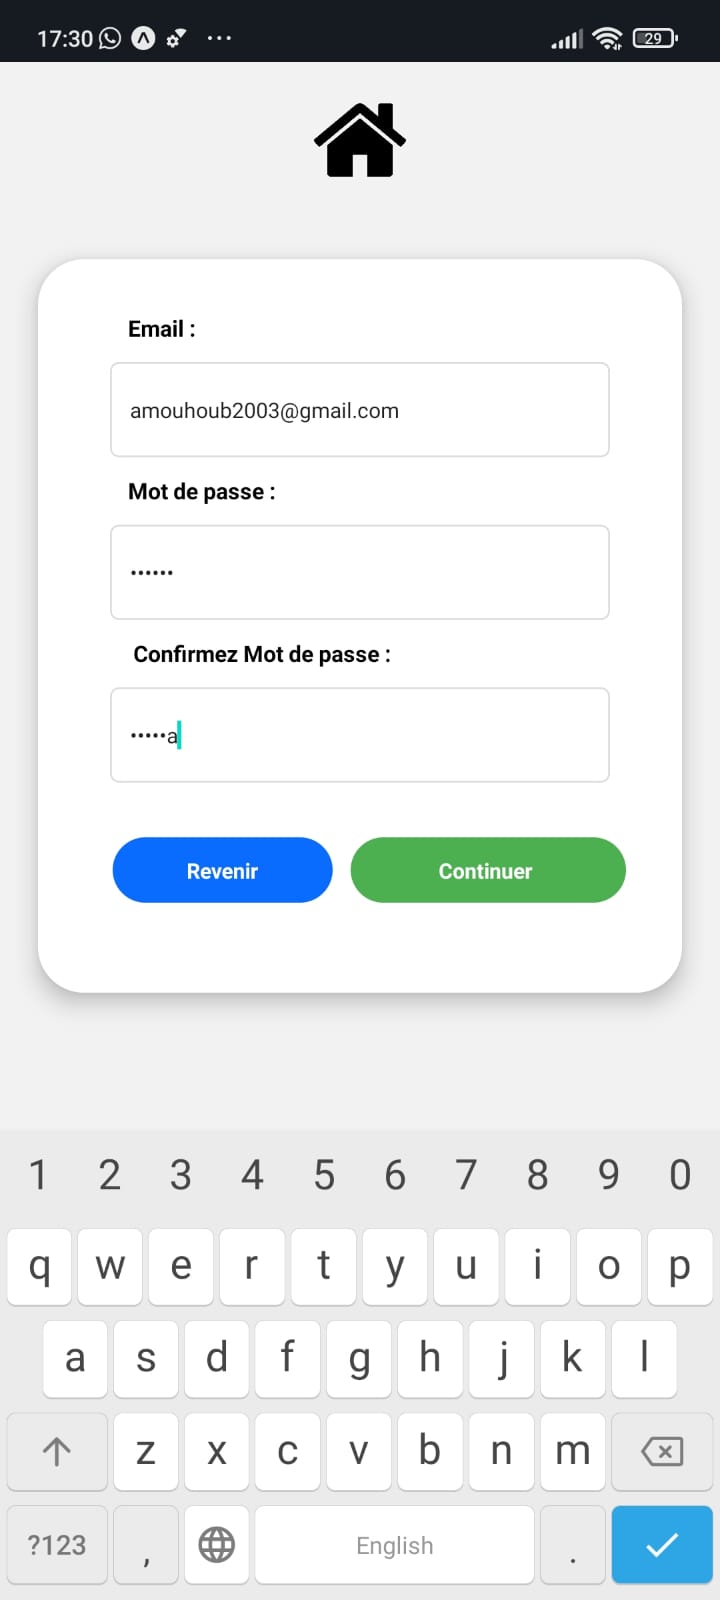 17:30 29
Email :
amouhoub2003@gmail.com
Mot de passe :
••••••
Confirmez Mot de passe :
•••••a
Revenir Continuer
1 2 3 4 5 6 7 8 9 0
q w e r t y u i o p
a s d f g h j k l
z x c v b n m
?123 , English .